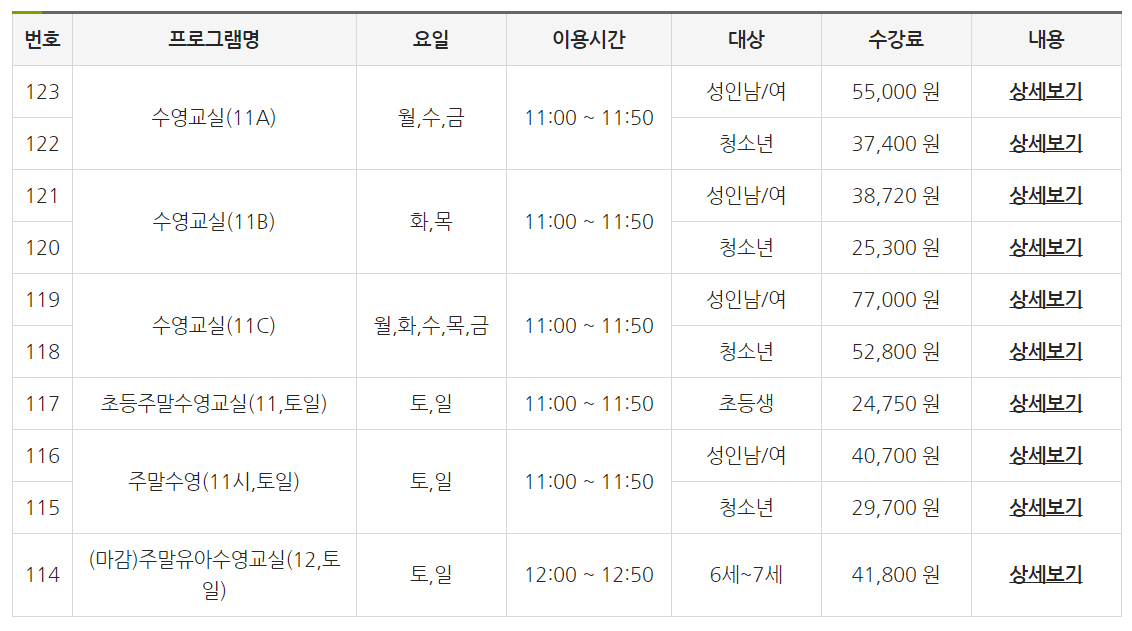 번호 프로그램명 요일 이용시간 대상 수강료 내용
123 수영교실(11A) 월,수,금 11:00 ~ 11:50 성인남/여 55,000 원 상세보기
122 청소년 37,400 원 상세보기
121 수영교실(11B) 화,목 11:00 ~ 11:50 성인남/여 38,720 원 상세보기
120 청소년 25,300 원 상세보기
119 수영교실(11C) 월,화,수,목,금 11:00 ~ 11:50 성인남/여 77,000 원 상세보기
118 청소년 52,800 원 상세보기
117 초등주말수영교실(11,토일) 토,일 11:00 ~ 11:50 초등생 24,750 원 상세보기
116 주말수영(11시,토일) 토,일 11:00 ~ 11:50 성인남/여 40,700 원 상세보기
115 청소년 29,700 원 상세보기
114 (마감)주말유아수영교실(12,토
일) 토,일 12:00 ~ 12:50 6세~7세 41,800 원 상세보기